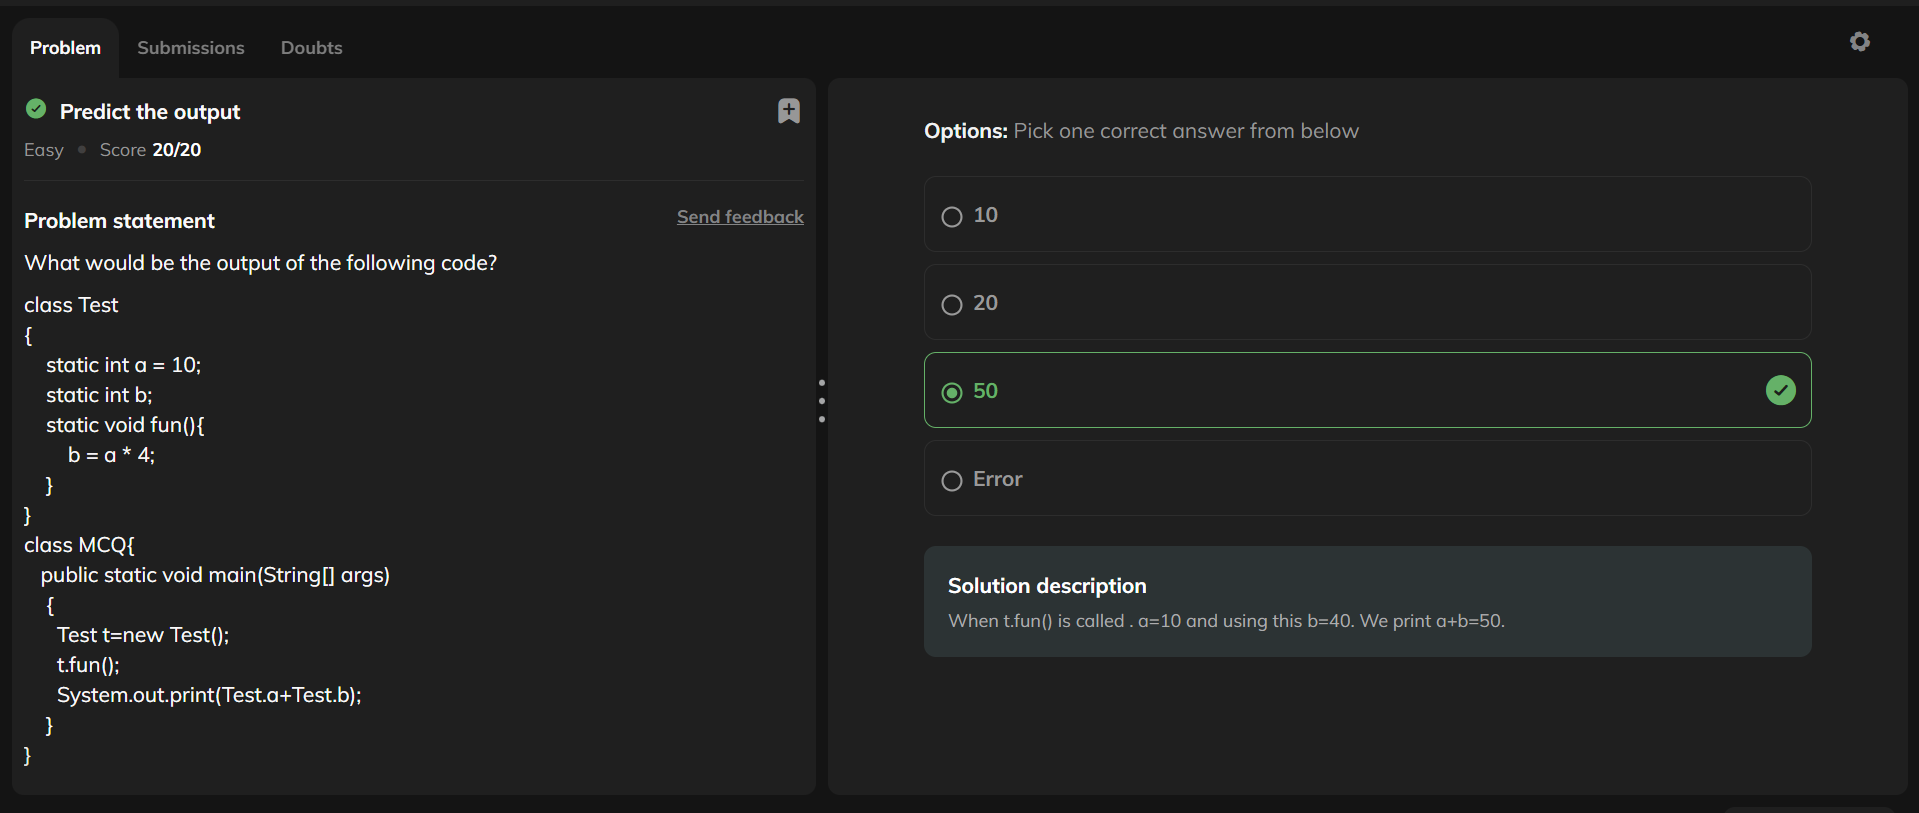 Problem
Submissions
Doubts
Predict the output
Easy • Score 20/20
Problem statement
Send feedback
What would be the output of the following code?
class Test
{
static int a = 10;
static int b;
static void fun(){
b = a * 4;
}
}
class MCQ{
public static void main(String[] args)
{
Test t=new Test();
t.fun();
System.out.print(Test.a+Test.b);
}
}
Options: Pick one correct answer from below
10
20
50
Error
Solution description
When t.fun() is called . a=10 and using this b=40. We print a+b=50.